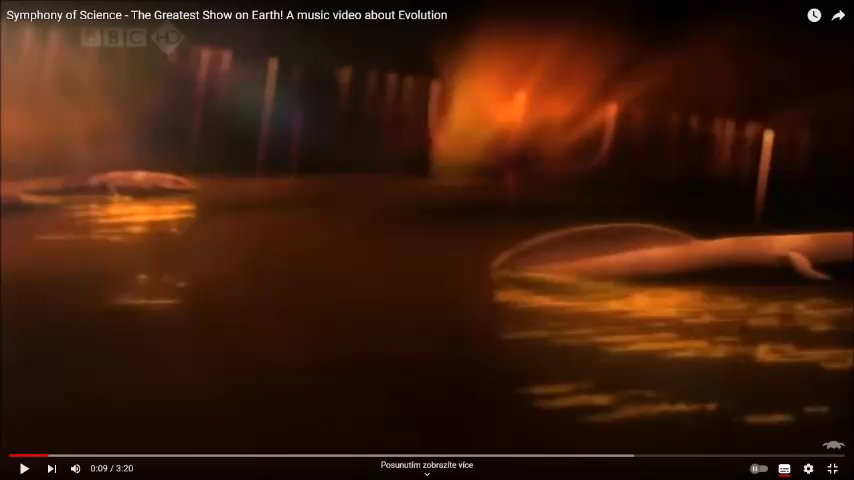 Symphony of Science - The Greatest Show on Earth! A music video about Evolution
BBC HD
0:09 / 3:20
Posunutím zobrazíte více